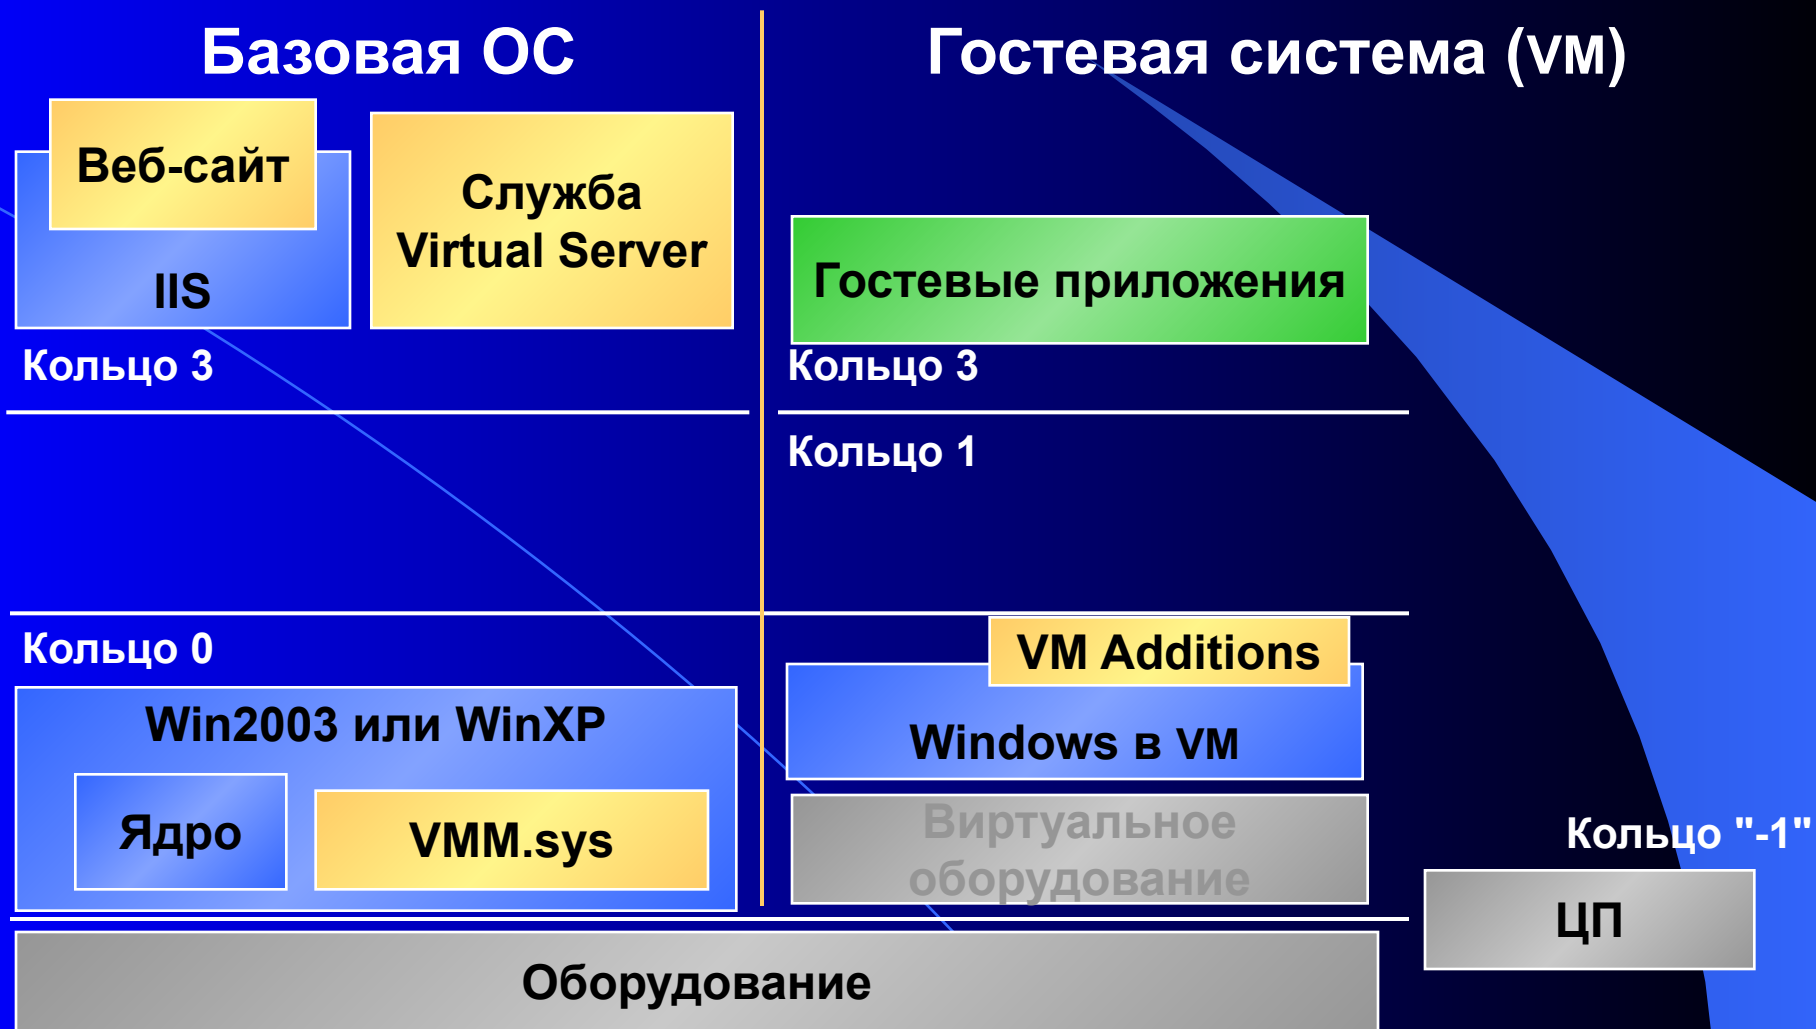 Базовая ОС
Веб-сайт
IIS
Служба
Virtual Server
Кольцо 3
Кольцо 0
Win2003 или WinXP
Ядро
VMM.sys
Гостевая система (VM)
Гостевые приложения
Кольцо 3
Кольцо 1
VM Additions
Windows в VM
Виртуальное
оборудование
Кольцо "-1"
ЦП
Оборудование